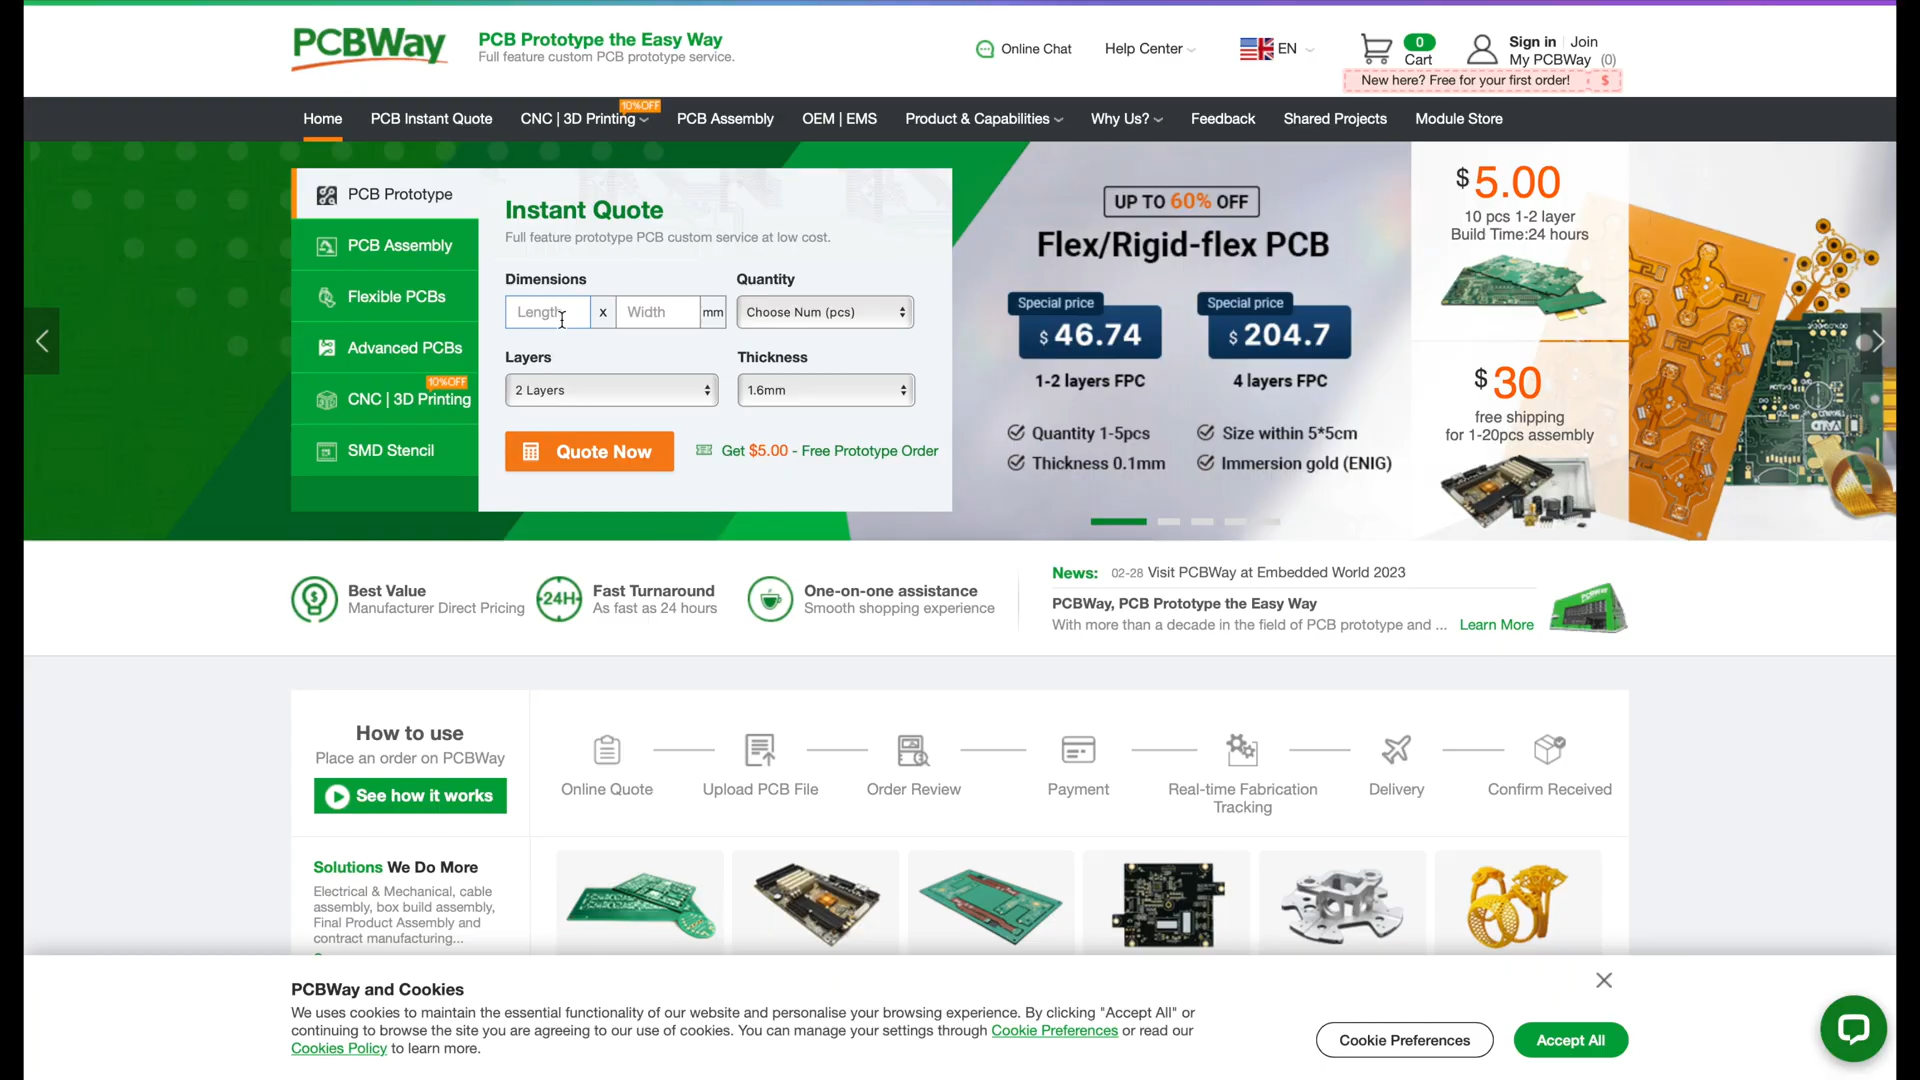 PCBWay
PCB Prototype the Easy Way
Full feature custom PCB prototype service.
Online Chat
Help Center
EN
0
Cart
Sign in
Join
My PCBWay (0)
New here? Free for your first order!
$
Home
PCB Instant Quote
CNC | 3D Printing
10%OFF
PCB Assembly
OEM | EMS
Product & Capabilities
Why Us?
Feedback
Shared Projects
Module Store
PCB Prototype
PCB Assembly
Flexible PCBs
Advanced PCBs
10%OFF
CNC | 3D Printing
SMD Stencil
Instant Quote
Full feature prototype PCB custom service at low cost.
Dimensions
Quantity
Length
x
Width
mm
Choose Num (pcs)
Layers
Thickness
2 Layers
1.6mm
Quote Now
Get $5.00 - Free Prototype Order
UP TO 60% OFF
Flex/Rigid-flex PCB
Special price
$ 46.74
1-2 layers FPC
Special price
$ 204.7
4 layers FPC
Quantity 1-5pcs
Size within 5*5cm
Thickness 0.1mm
Immersion gold (ENIG)
$5.00
10 pcs 1-2 layer
Build Time:24 hours
$30
free shipping
for 1-20pcs assembly
Best Value
Manufacturer Direct Pricing
24H
Fast Turnaround
As fast as 24 hours
One-on-one assistance
Smooth shopping experience
News: 02-28 Visit PCBWay at Embedded World 2023
PCBWay, PCB Prototype the Easy Way
With more than a decade in the field of PCB prototype and ... Learn More
How to use
Place an order on PCBWay
See how it works
Online Quote
Upload PCB File
Order Review
Payment
Real-time Fabrication
Tracking
Delivery
Confirm Received
Solutions We Do More
Electrical & Mechanical, cable
assembly, box build assembly,
Final Product Assembly and
contract manufacturing...
PCBWay and Cookies
We uses cookies to maintain the essential functionality of our website and personalise your browsing experience. By clicking "Accept All" or
continuing to browse the site you are agreeing to our use of cookies. You can manage your settings through Cookie Preferences or read our
Cookies Policy to learn more.
Cookie Preferences
Accept All